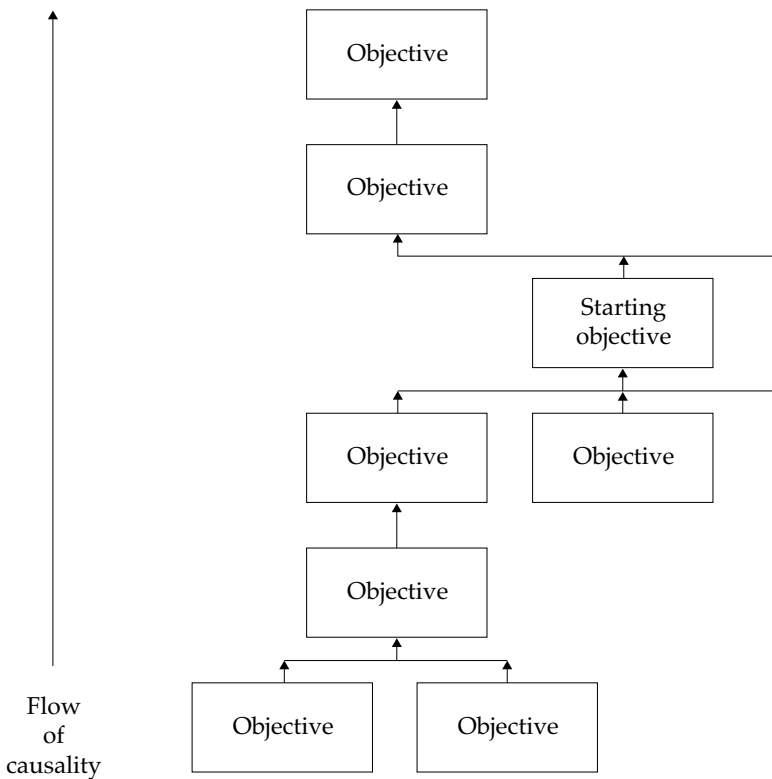 Objective
Objective
Starting
objective
Objective
Objective
Objective
Objective
Objective
Flow
of
causality